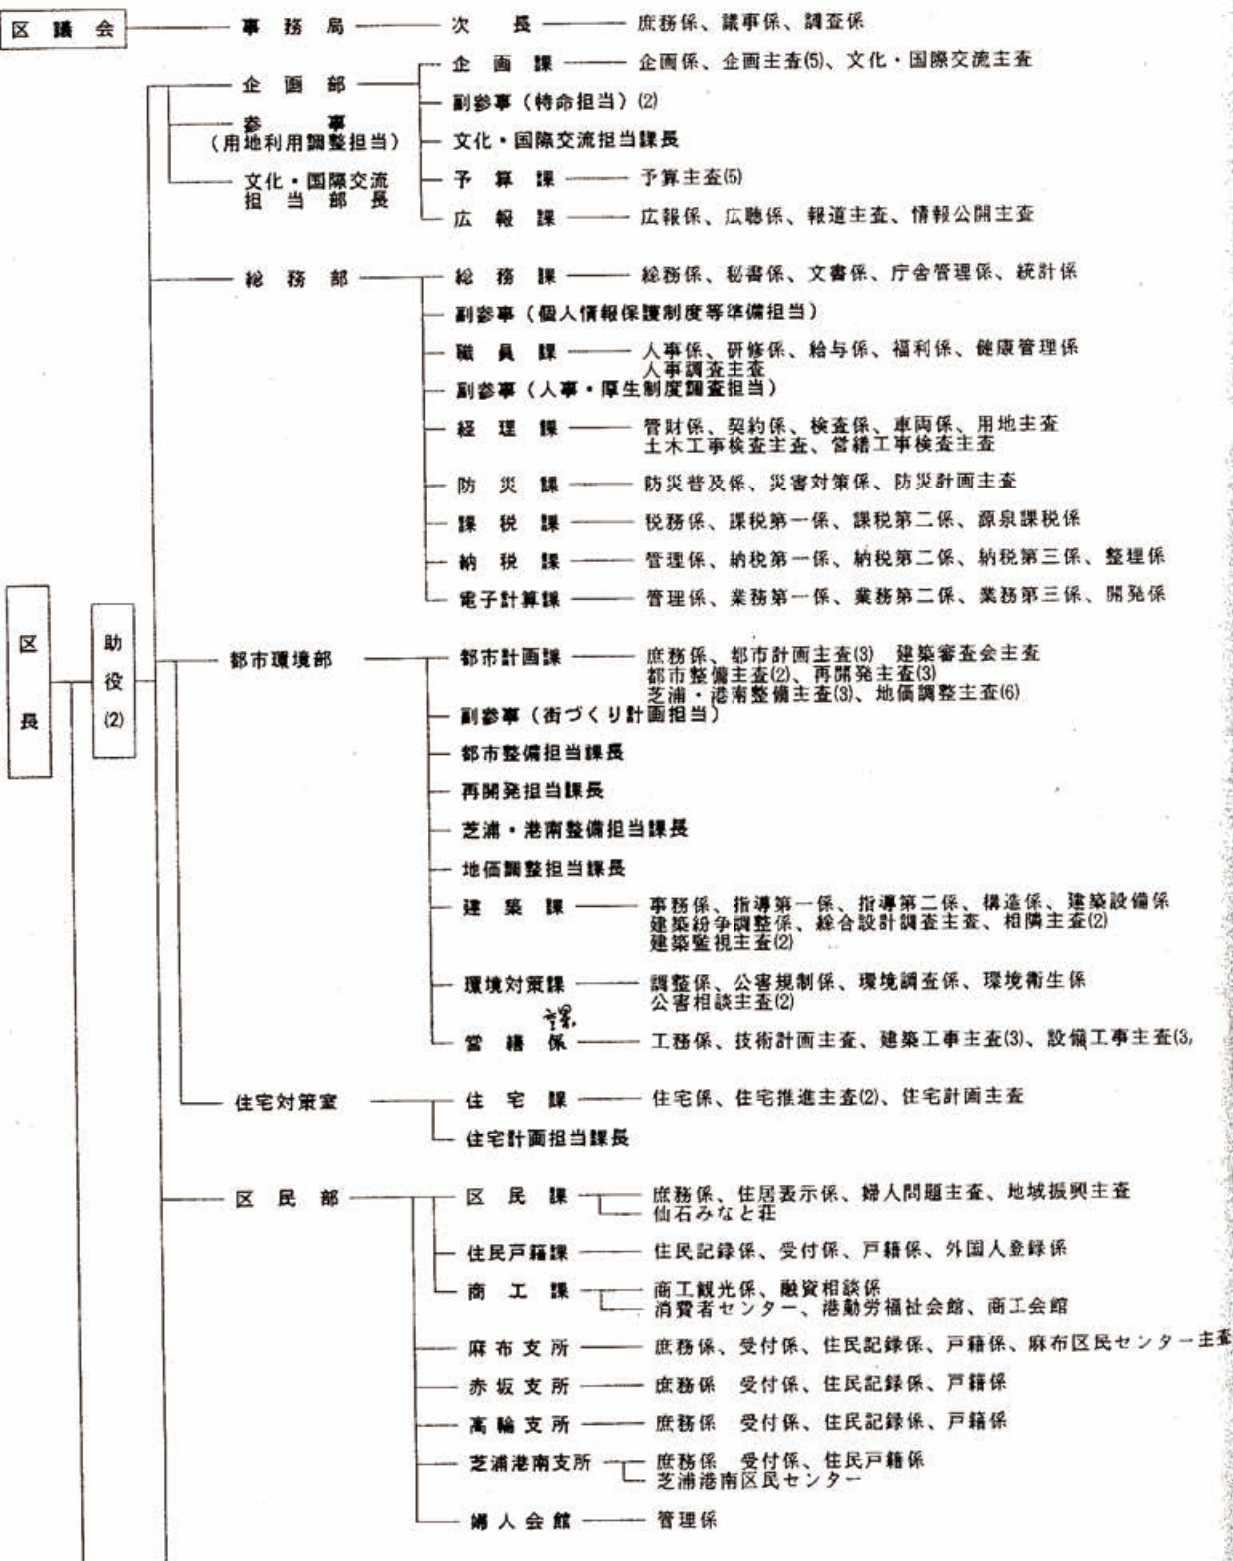 区議会 事務局 次長 庶務係、議事係、調査係
企画部 企画課 企画係、企画主査(5)、文化・国際交流主査
副参事（特命担当）(2)
参事
（用地利用調整担当）
文化・国際交流担当課長
文化・国際交流
担当部長
予算課 予算主査(5)
広報課 広報係、広聴係、報道主査、情報公開主査
総務部 総務課 総務係、秘書係、文書係、庁舎管理係、統計係
副参事（個人情報保護制度等準備担当）
職員課 人事係、研修係、給与係、福利係、健康管理係
人事調査主査
副参事（人事・厚生制度調査担当）
経理課 管財係、契約係、検査係、車両係、用地主査
土木工事検査主査、営繕工事検査主査
防災課 防災普及係、災害対策係、防災計画主査
課税課 税務係、課税第一係、課税第二係、源泉課税係
納税課 管理係、納税第一係、納税第二係、納税第三係、整理係
電子計算課 管理係、業務第一係、業務第二係、業務第三係、開発係
区長
助役(2)
都市環境部 都市計画課 庶務係、都市計画主査(3) 建築審査会主査
都市整備主査(2)、再開発主査(3)
芝浦・港南整備主査(3)、地価調整主査(6)
副参事（街づくり計画担当）
都市整備担当課長
再開発担当課長
芝浦・港南整備担当課長
地価調整担当課長
建築課 事務係、指導第一係、指導第二係、構造係、建築設備係
建築紛争調整係、総合設計調査主査、相隣主査(2)
建築監視主査(2)
環境対策課 調整係、公害規制係、環境調査係、環境衛生係
公害相談主査(2)
課
営繕係 工務係、技術計画主査、建築工事主査(3)、設備工事主査(3)
住宅対策室 住宅課 住宅係、住宅推進主査(2)、住宅計画主査
住宅計画担当課長
区民部 区民課 庶務係、住居表示係、婦人問題主査、地域振興主査
仙石みなと荘
住民戸籍課 住民記録係、受付係、戸籍係、外国人登録係
商工課 商工観光係、融資相談係
消費者センター、港勤労福祉会館、商工会館
麻布支所 庶務係、受付係、住民記録係、戸籍係、麻布区民センター主査
赤坂支所 庶務係 受付係、住民記録係、戸籍係
高輪支所 庶務係 受付係、住民記録係、戸籍係
芝浦港南支所 庶務係 受付係、住民戸籍係
芝浦港南区民センター
婦人会館 管理係